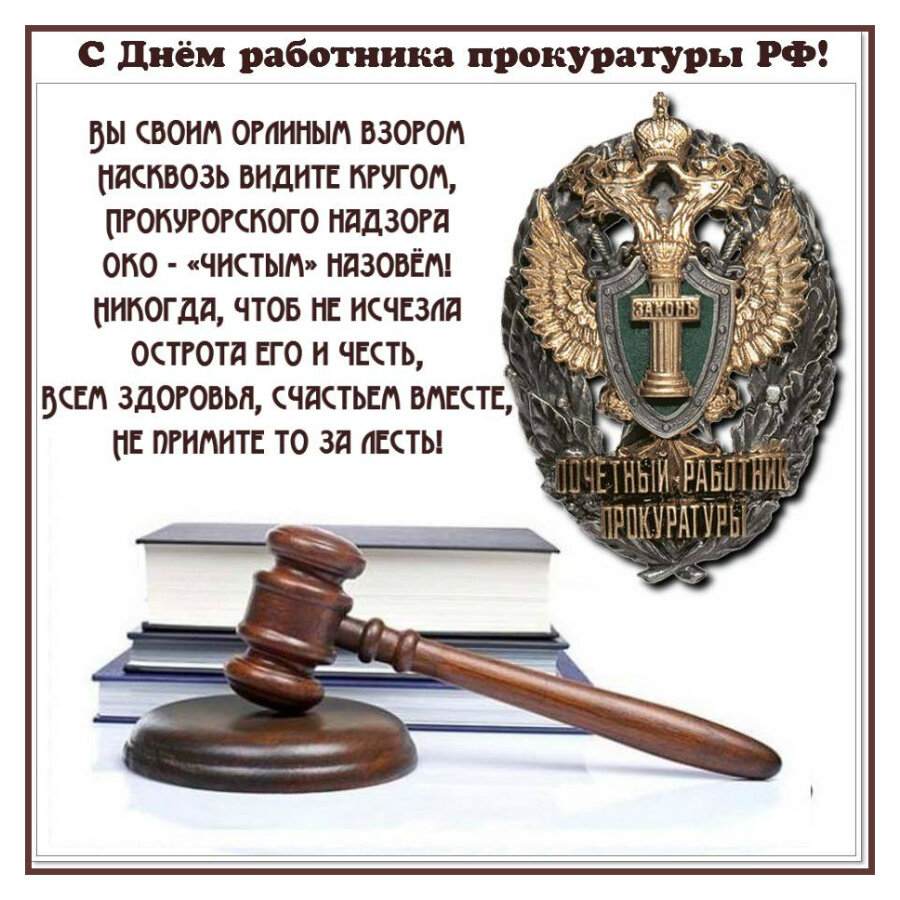 С Днём работника прокуратуры РФ!
Вы своим орлиным взором
Насквозь видите кругом,
Прокурорского надзора
око - «чистым» назовём!
Никогда, чтоб не исчезла
острота его и честь,
Всем здоровья, счастьем вместе,
Не примите то за лесть!
ЗАКОНЪ
ПОЧЕТНЫЙ РАБОТНИК
ПРОКУРАТУРЫ